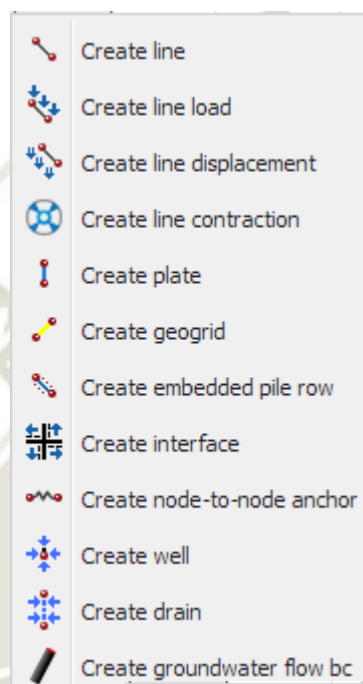 Create line
Create line load
Create line displacement
Create line contraction
Create plate
Create geogrid
Create embedded pile row
Create interface
Create node-to-node anchor
Create well
Create drain
Create groundwater flow bc